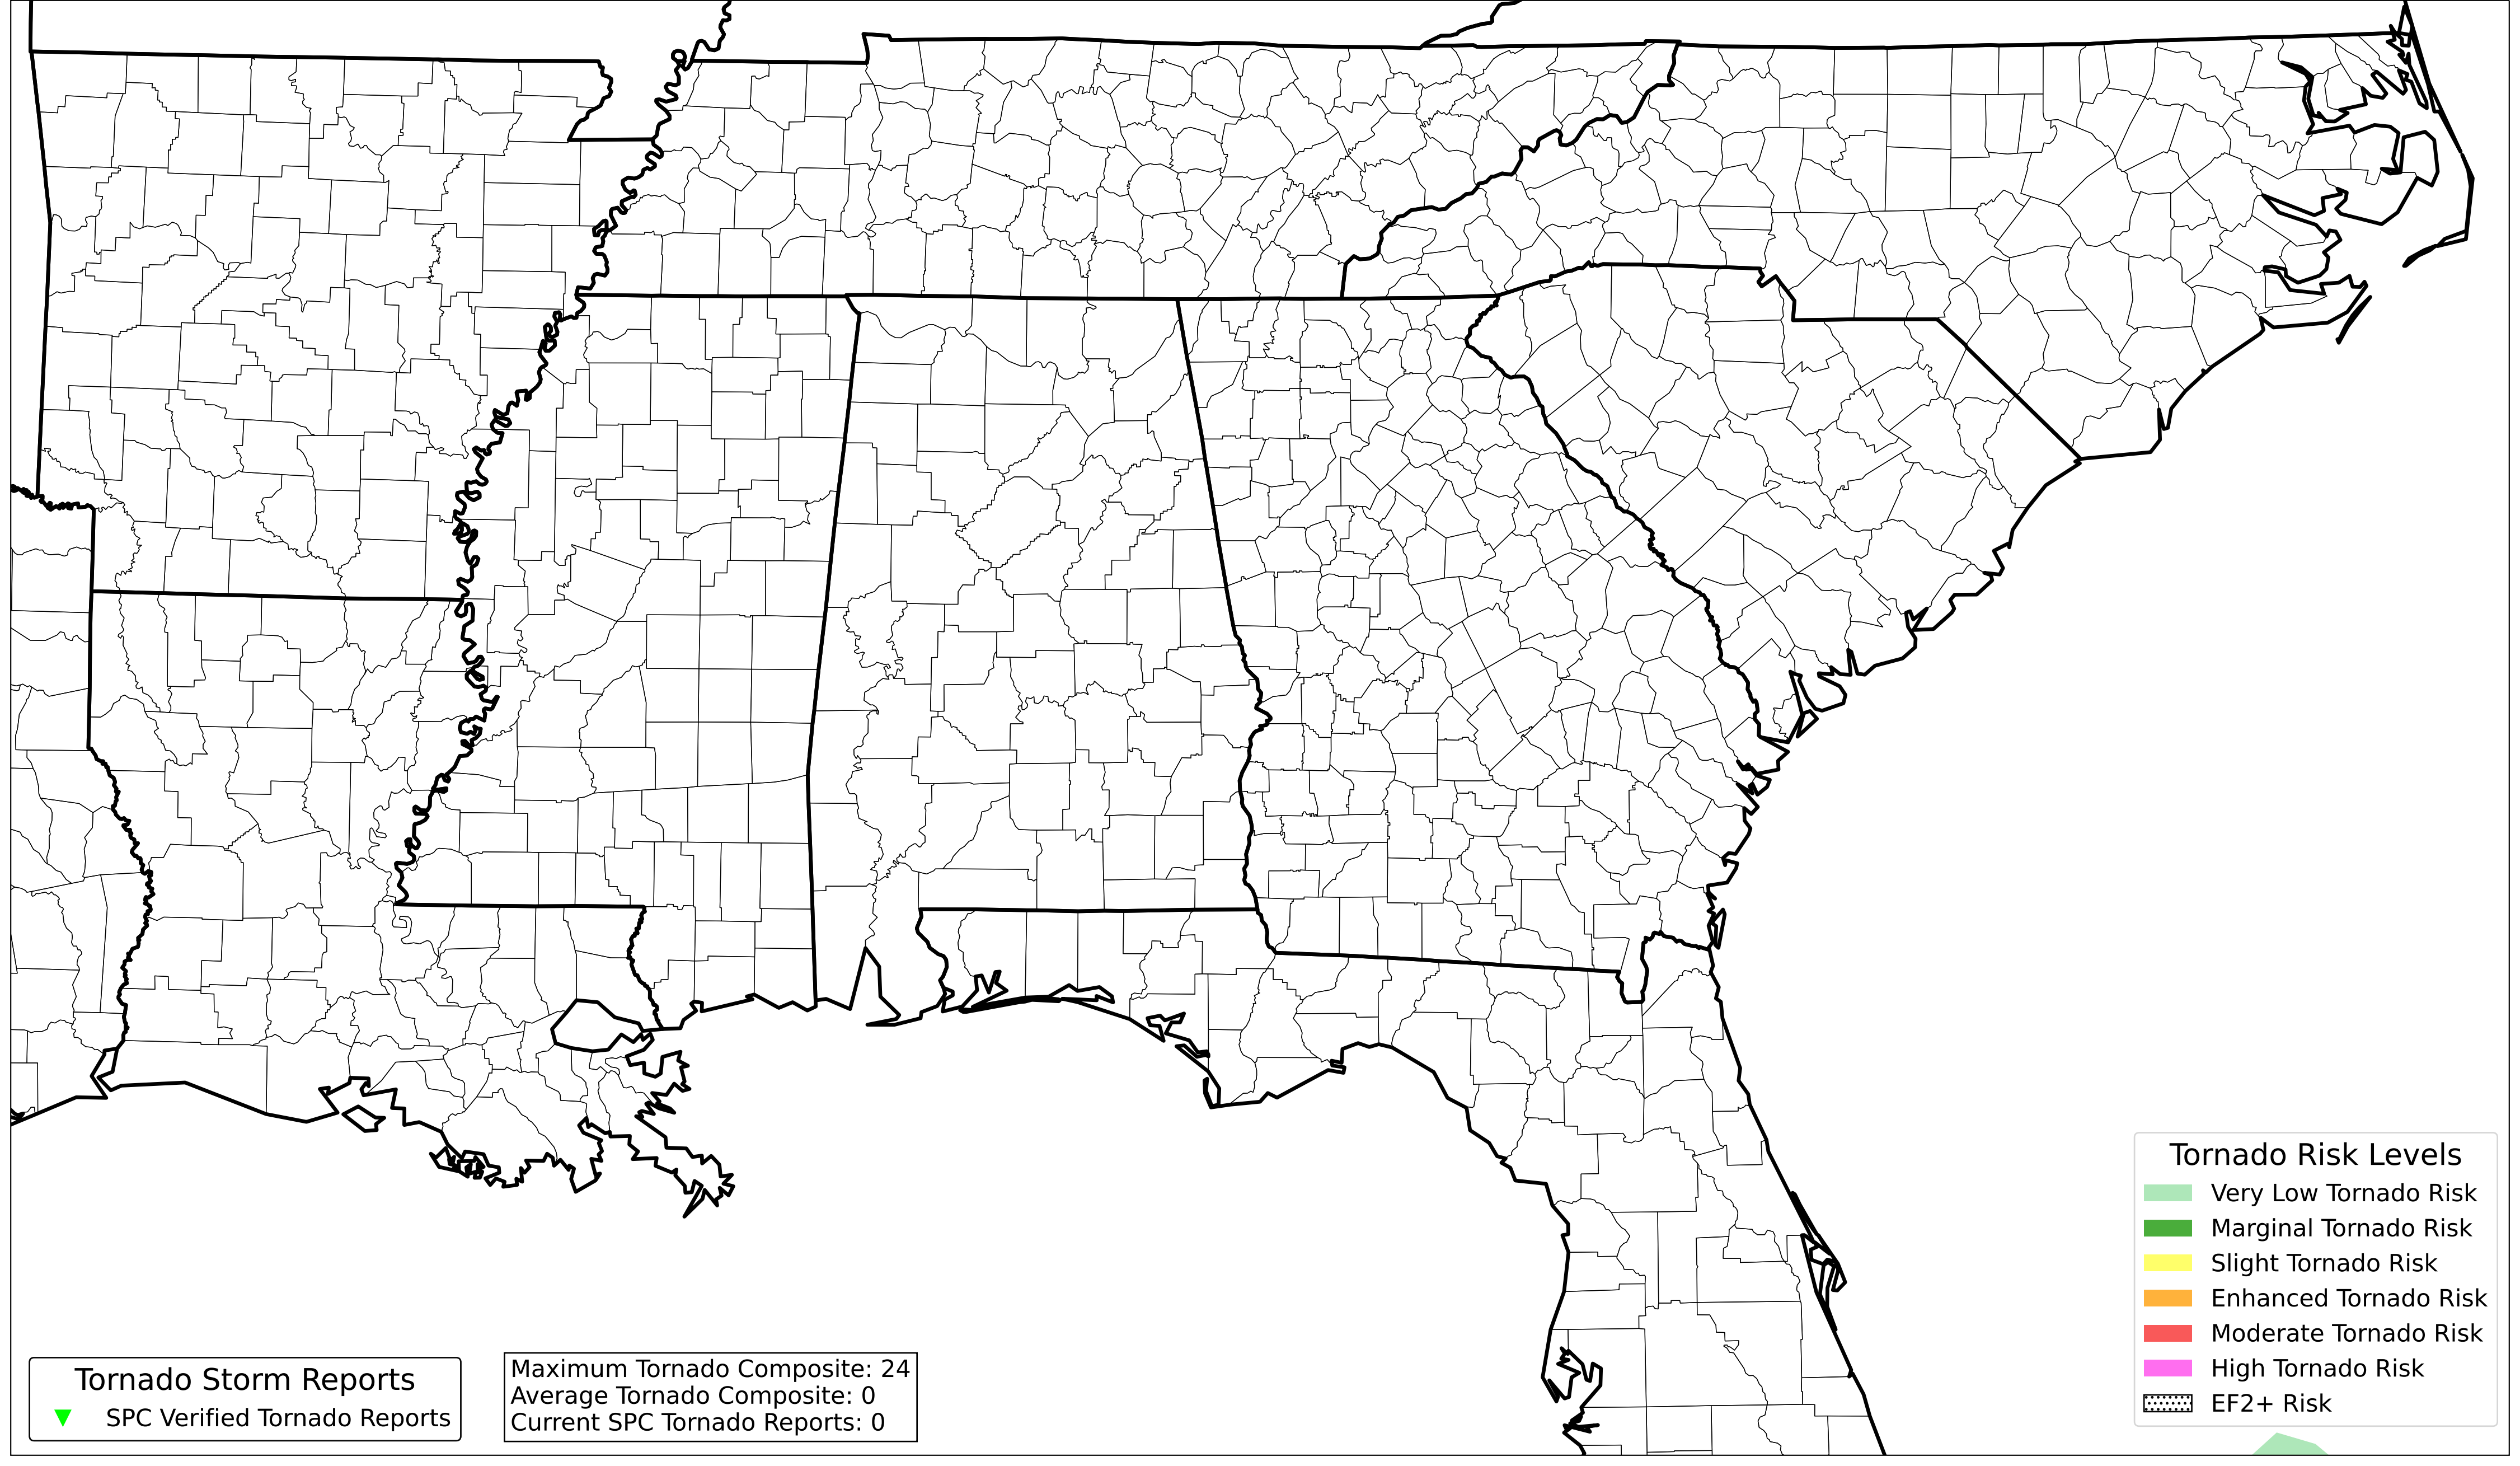 Tornado Risk Levels
Very Low Tornado Risk
Marginal Tornado Risk
Slight Tornado Risk
Enhanced Tornado Risk
Moderate Tornado Risk
High Tornado Risk
EF2+ Risk
Tornado Storm Reports
SPC Verified Tornado Reports
Maximum Tornado Composite: 24
Average Tornado Composite: 0
Current SPC Tornado Reports: 0